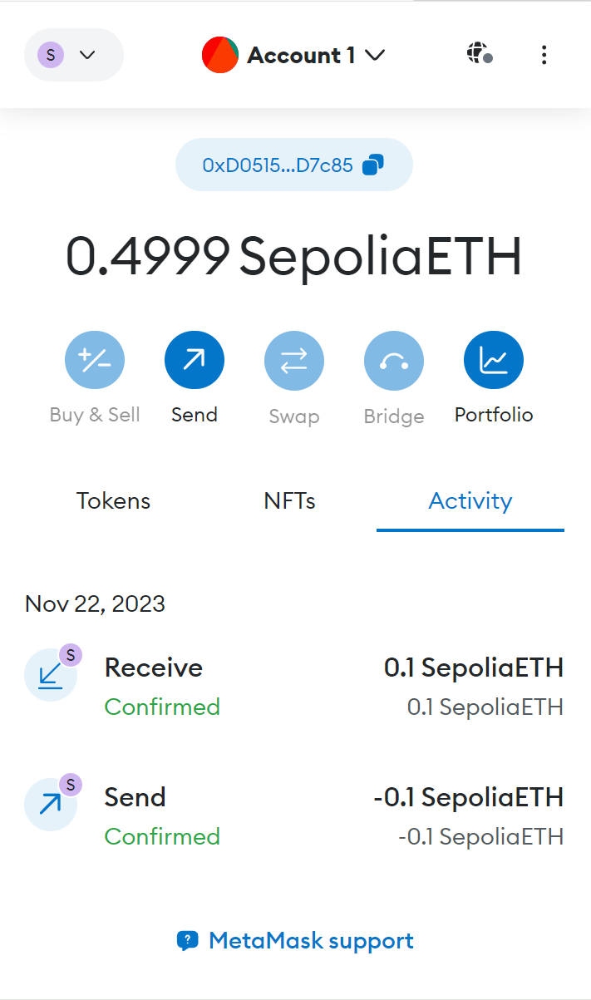 S Account 1
0xD0515...D7c85
0.4999 SepoliaETH
Buy & Sell Send Swap Bridge Portfolio
Tokens NFTs Activity
Nov 22, 2023
S
Receive 0.1 SepoliaETH
Confirmed 0.1 SepoliaETH
S
Send -0.1 SepoliaETH
Confirmed -0.1 SepoliaETH
? MetaMask support